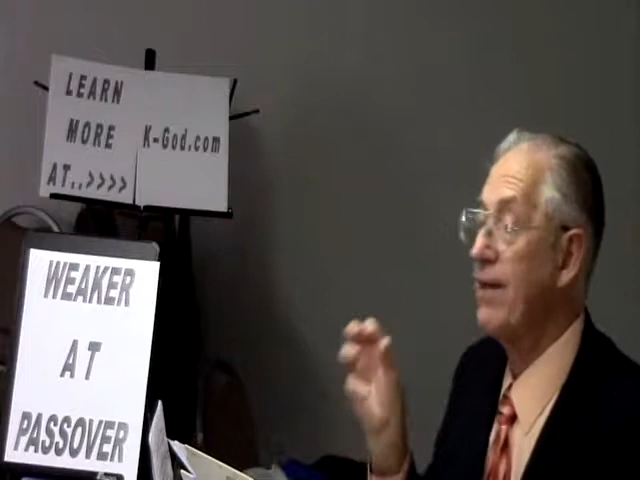 LEARN
MORE
AT..>>>>
K-God.com
WEAKER
AT
PASSOVER